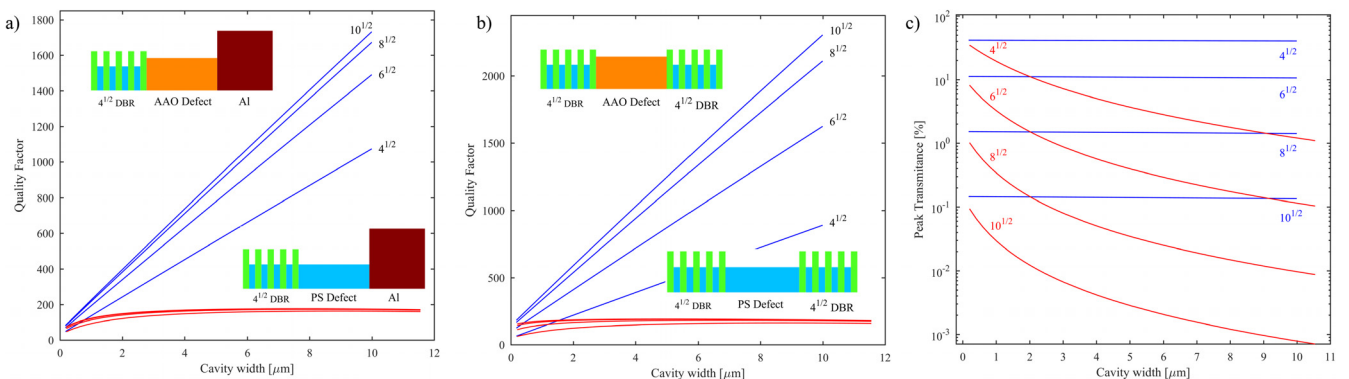 a)
1800
1600
1400
1200
1000
800
600
400
200
0
Quality Factor
0 2 4 6 8 10 12
Cavity width [μm]
10^1/2
8^1/2
6^1/2
4^1/2
4^1/2 DBR AAO Defect Al
4^1/2 DBR PS Defect Al
b)
2000
1500
1000
500
0
Quality Factor
0 2 4 6 8 10 12
Cavity width [μm]
10^1/2
8^1/2
6^1/2
4^1/2
4^1/2 DBR AAO Defect 4^1/2 DBR
4^1/2 DBR PS Defect 4^1/2 DBR
c)
10^2
10^1
10^0
10^-1
10^-2
10^-3
Peak Transmitance [%]
0 1 2 3 4 5 6 7 8 9 10 11
Cavity width [μm]
4^1/2
4^1/2
6^1/2
6^1/2
8^1/2
8^1/2
10^1/2
10^1/2